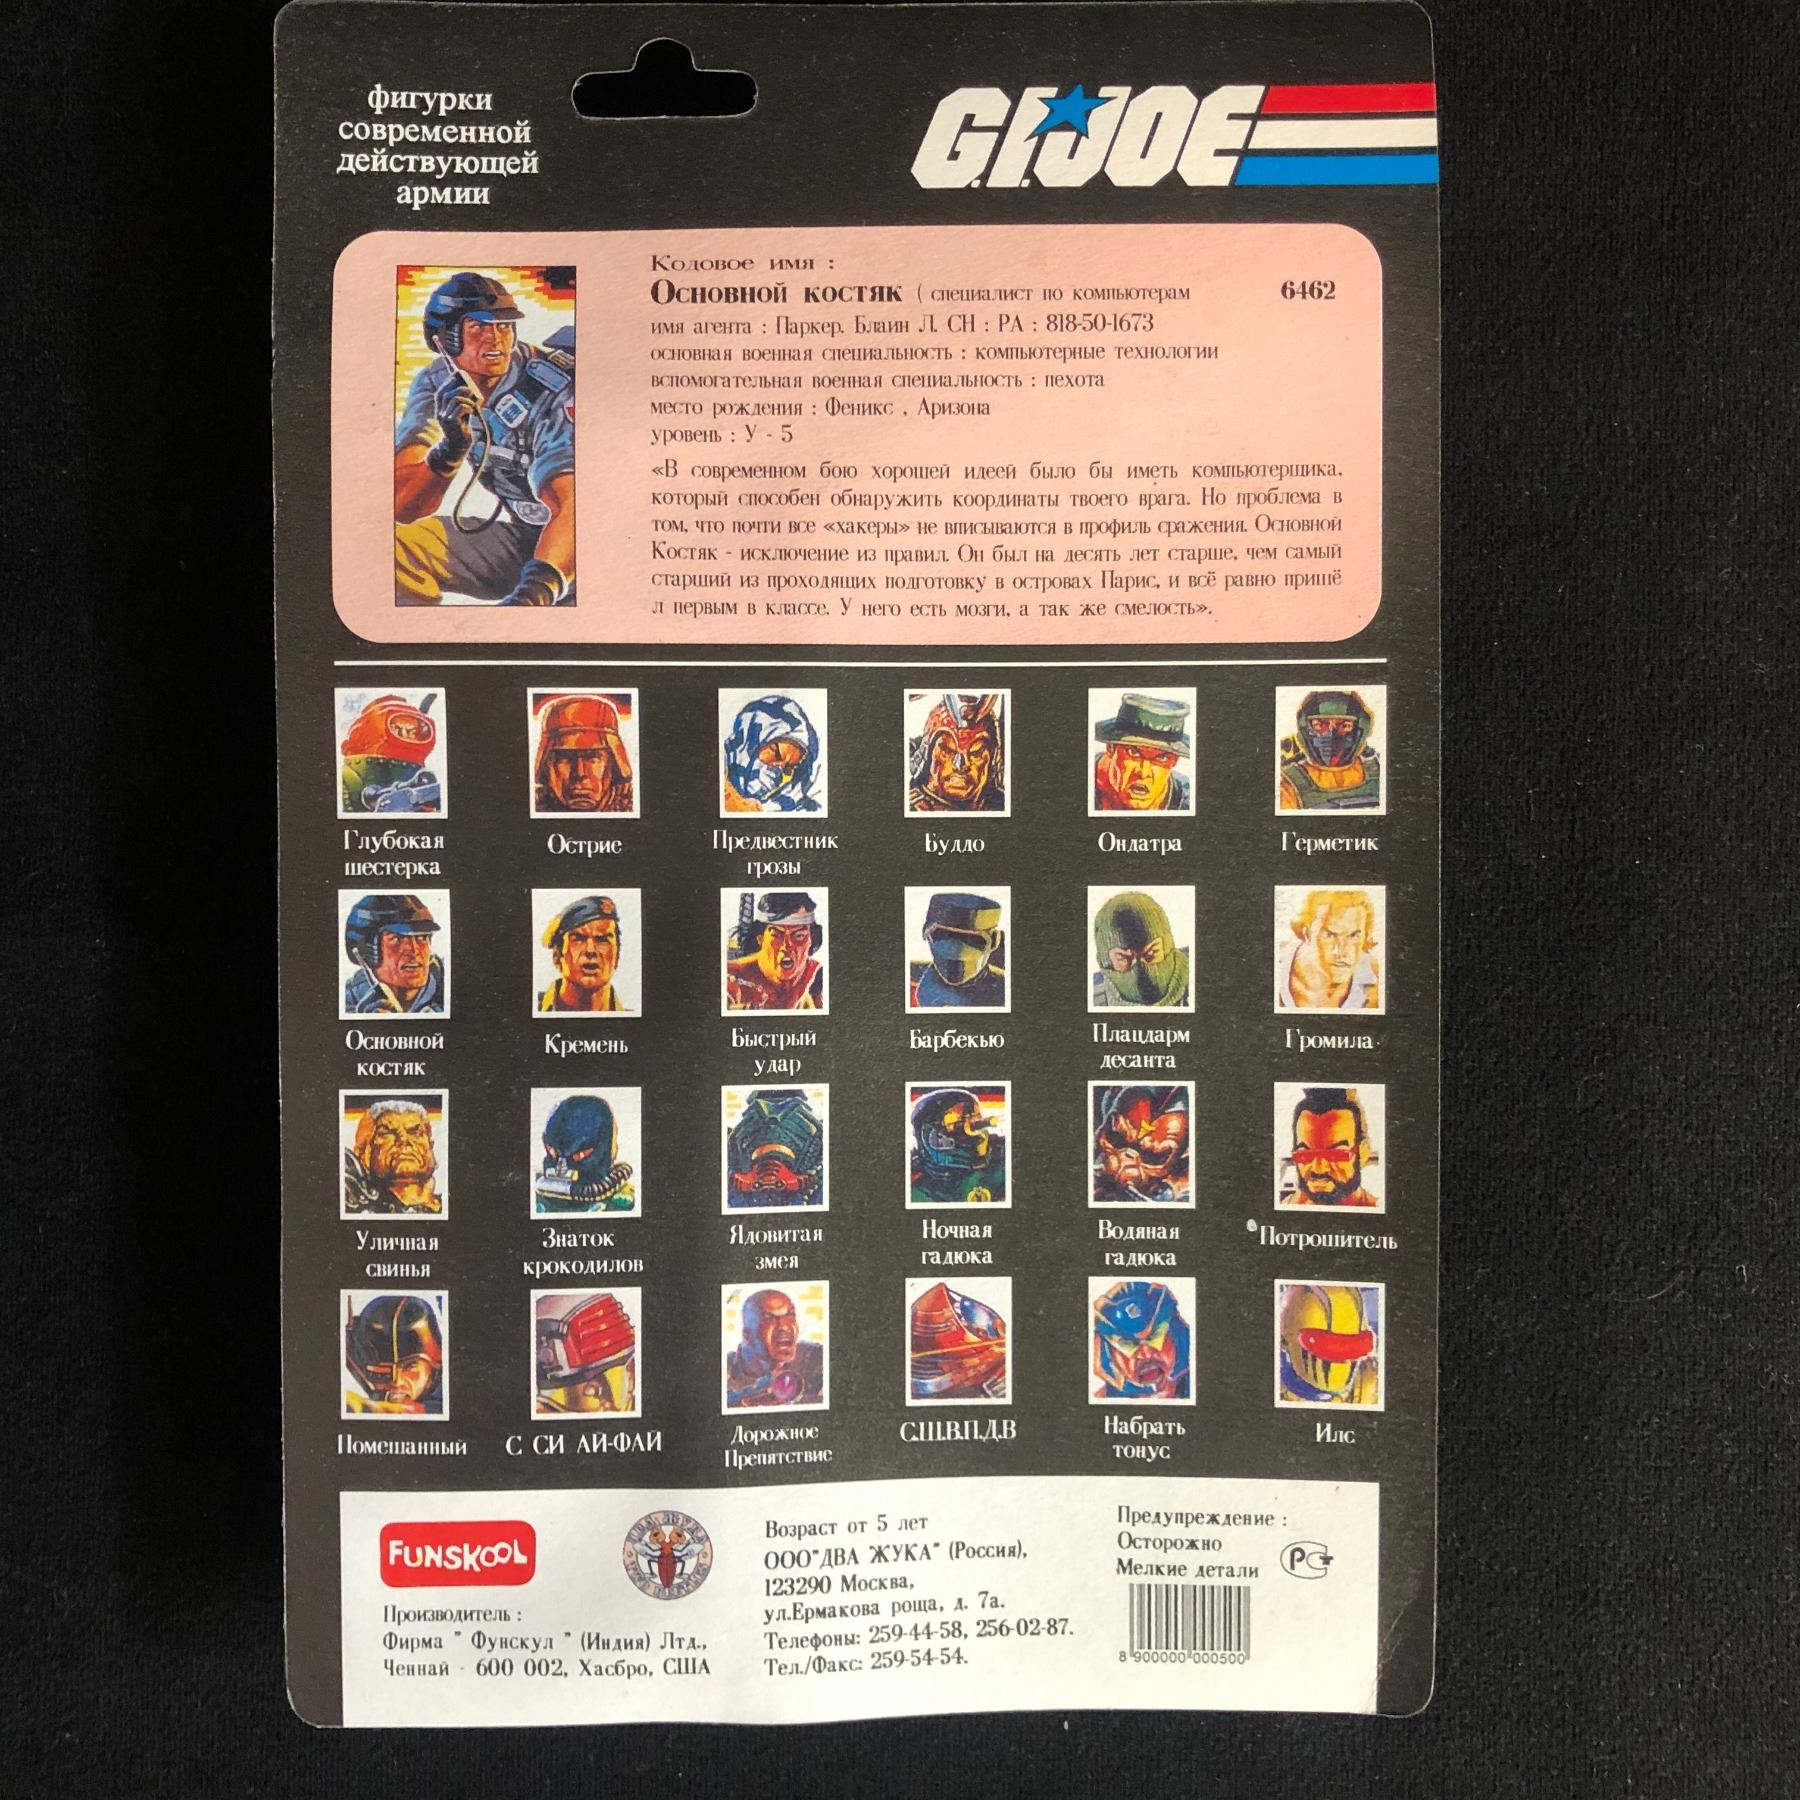 фигурки
современной
действующей
армии
G.I. JOE
Кодовое имя :
Основной костяк ( специалист по компьютерам
6462
имя агента : Паркер. Блаин Л. СН : РА : 818-50-1673
основная военная специальность : компьютерные технологии
вспомогательная военная специальность : пехота
место рождения : Феникс , Аризона
уровень : У - 5
«В современном бою хорошей идеей было бы иметь компьютерщика,
который способен обнаружить координаты твоего врага. Но проблема в
том, что почти все «хакеры» не вписываются в профиль сражения. Основной
Костяк - исключение из правил. Он был на десять лет старше, чем самый
старший из проходящих подготовку в островах Парис, и всё равно пришё
л первым в классе. У него есть мозги, а так же смелость».
Глубокая
шестерка
Острие
Предвестник
грозы
Будло
Ондатра
Герметик
Основной
костяк
Кремень
Быстрый
удар
Барбекью
Плацдарм
десанта
Громила
Уличная
свинья
Знаток
крокодилов
Ядовитая
змея
Ночная
гадюка
Водяная
гадюка
Потрошитель
Помешанный
С СИ АЙ-ФАЙ
Дорожное
Препятствие
С.Ш.В.П.Д.В
Набрать
тонус
Илс
FUNSKOOL
Производитель :
Фирма " Фунскул " (Индия) Лтд.,
Ченнай - 600 002, Хасбро, США
Возраст от 5 лет
ООО"ДВА ЖУКА" (Россия),
123290 Москва,
ул.Ермакова роща, д. 7а.
Телефоны: 259-44-58, 256-02-87.
Тел./Факс: 259-54-54.
Предупреждение :
Осторожно
Мелкие детали
РСТ
8 900000 000500